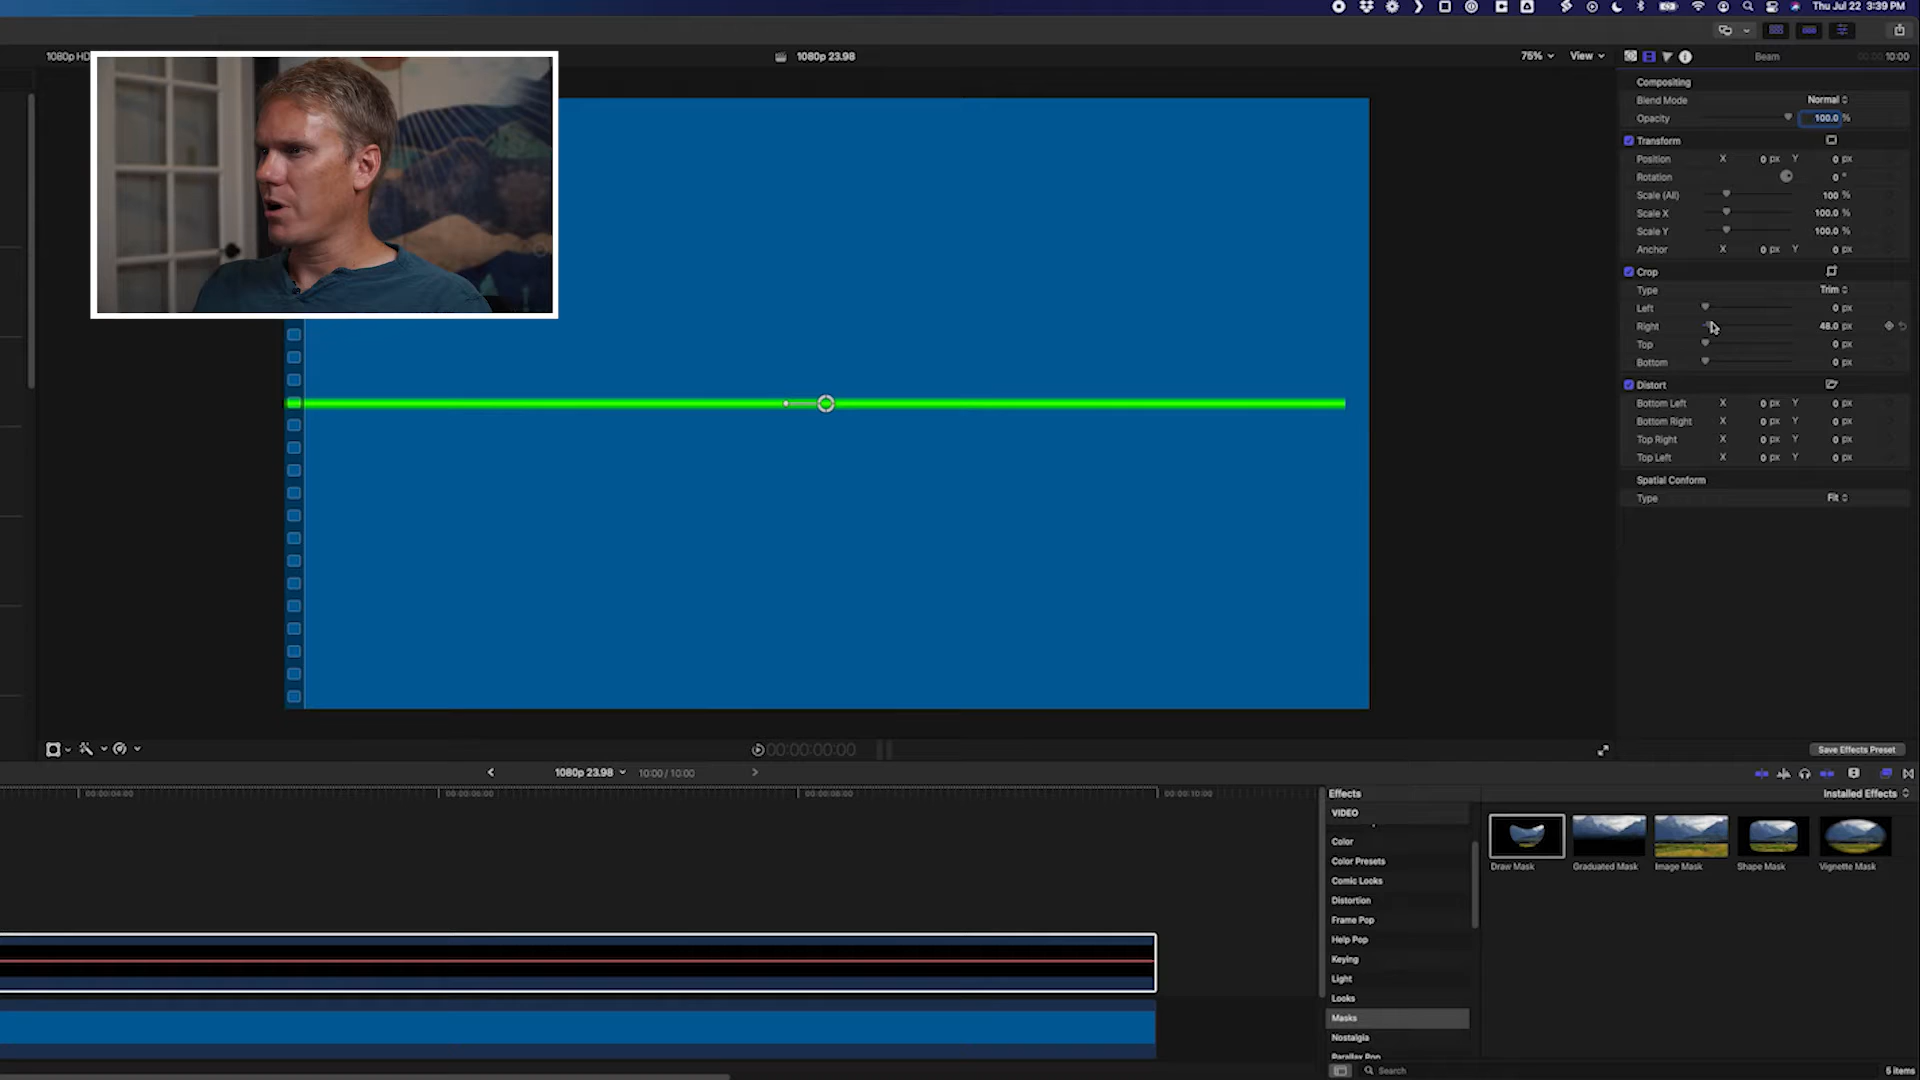 Thu Jul 22 3:39 PM
1080p HD
1080p 23.98
75%
View
Beam
00:00 10:00
Compositing
Blend Mode Normal
Opacity 100.0 %
Transform
Position X 0 px Y 0 px
Rotation 0 °
Scale (All) 100 %
Scale X 100.0 %
Scale Y 100.0 %
Anchor X 0 px Y 0 px
Crop
Type Trim
Left 0 px
Right 48.0 px
Top 0 px
Bottom 0 px
Distort
Bottom Left X 0 px Y 0 px
Bottom Right X 0 px Y 0 px
Top Right X 0 px Y 0 px
Top Left X 0 px Y 0 px
Spatial Conform
Type Fit
00:00:00:00
Save Effects Preset
1080p 23.98
10:00 / 10:00
00:00:04:00
00:00:06:00
00:00:08:00
00:00:10:00
Effects
Installed Effects
VIDEO
Color
Color Presets
Comic Looks
Distortion
Frame Pop
Help Pop
Keying
Light
Looks
Masks
Nostalgia
Parallax Pop
Draw Mask
Graduated Mask
Image Mask
Shape Mask
Vignette Mask
Search
5 items